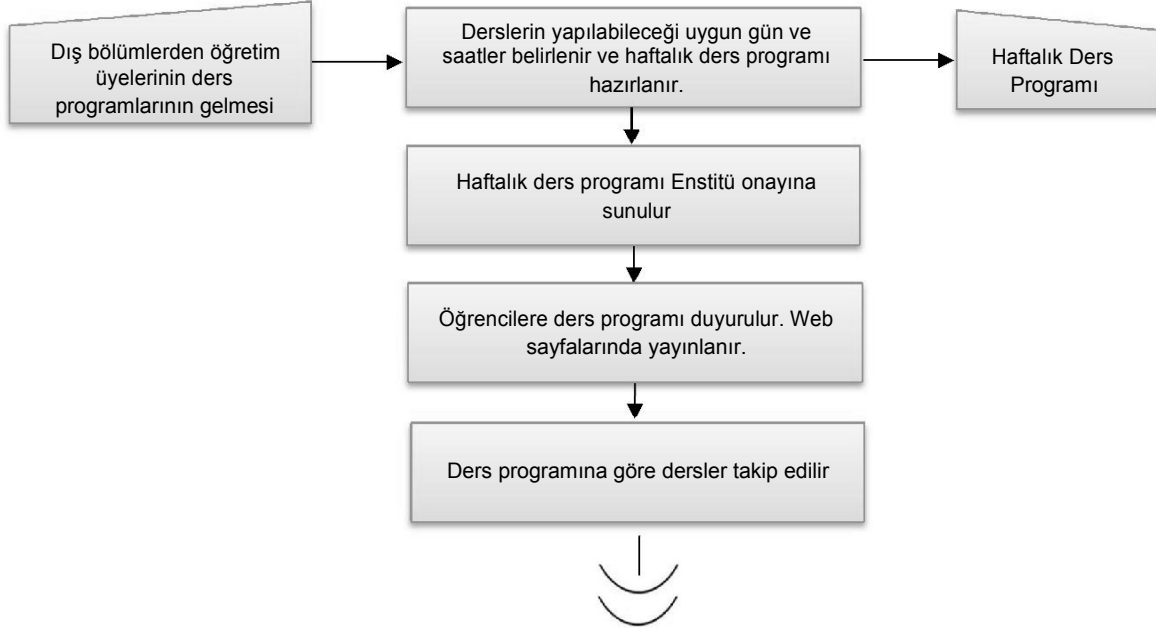 Dış bölümlerden öğretim
üyelerinin ders
programlarının gelmesi
Derslerin yapılabileceği uygun gün ve
saatler belirlenir ve haftalık ders programı
hazırlanır.
Haftalık Ders
Programı
Haftalık ders programı Enstitü onayına
sunulur
Öğrencilere ders programı duyurulur. Web
sayfalarında yayınlanır.
Ders programına göre dersler takip edilir